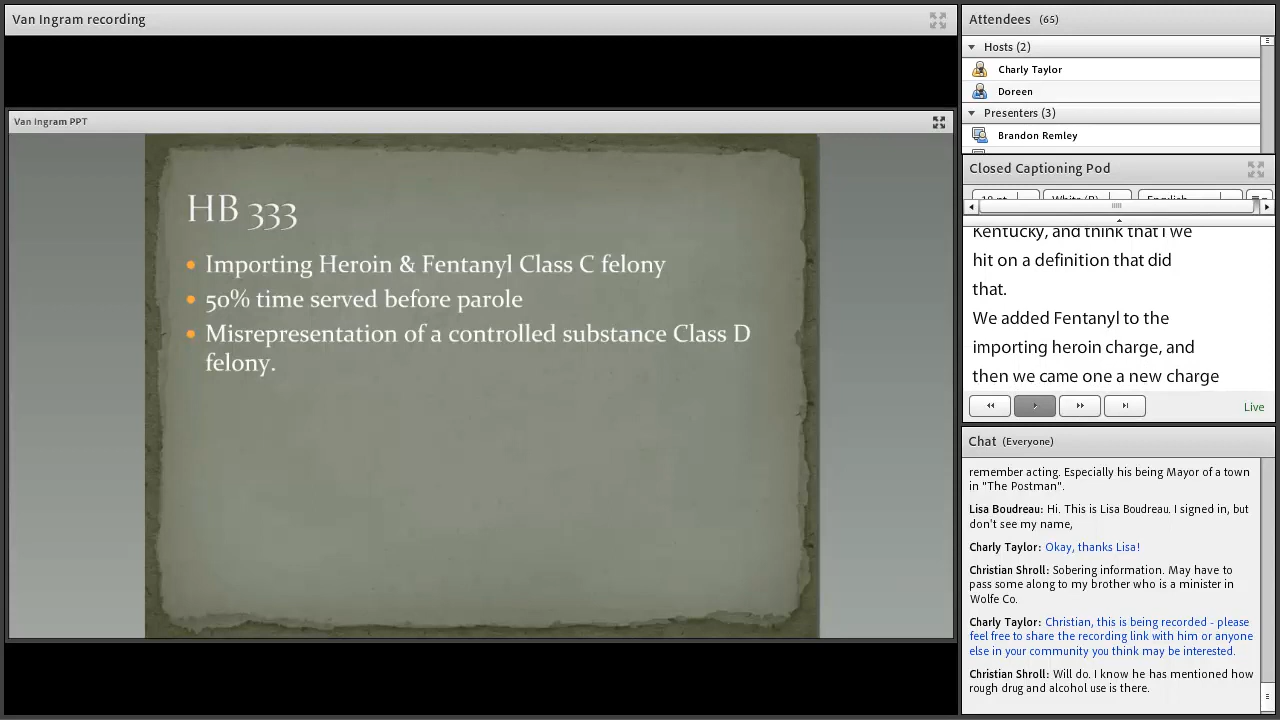 Van Ingram recording
Van Ingram PPT
HB 333
Importing Heroin & Fentanyl Class C felony
50% time served before parole
Misrepresentation of a controlled substance Class D
felony.
Attendees (65)
Hosts (2)
Charly Taylor
Doreen
Presenters (3)
Brandon Remley
Closed Captioning Pod
English
Kentucky, and think that I we
hit on a definition that did
that.
We added Fentanyl to the
importing heroin charge, and
then we came one a new charge
Live
Chat (Everyone)
remember acting. Especially his being Mayor of a town
in "The Postman".
Lisa Boudreau: Hi. This is Lisa Boudreau. I signed in, but
don't see my name,
Charly Taylor: Okay, thanks Lisa!
Christian Shroll: Sobering information. May have to
pass some along to my brother who is a minister in
Wolfe Co.
Charly Taylor: Christian, this is being recorded - please
feel free to share the recording link with him or anyone
else in your community you think may be interested.
Christian Shroll: Will do. I know he has mentioned how
rough drug and alcohol use is there.